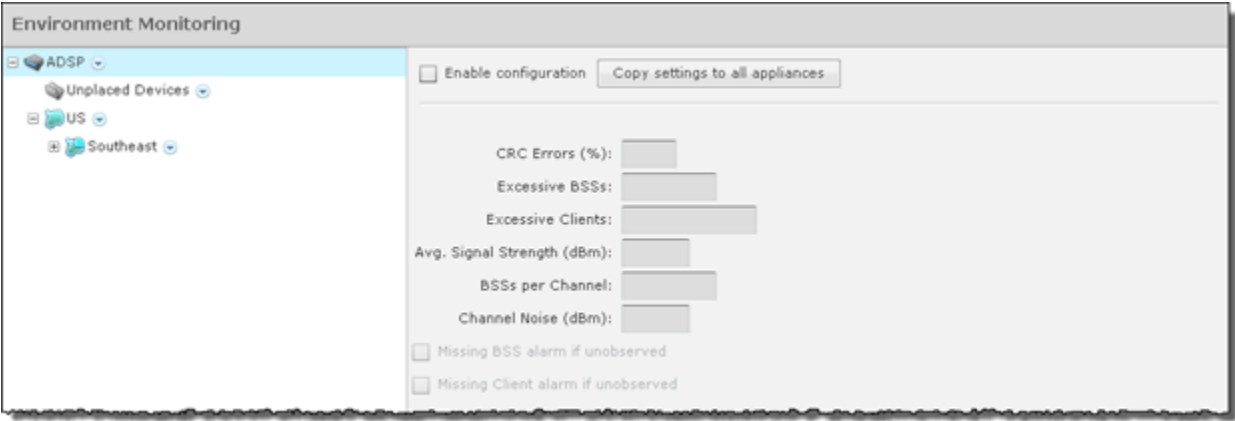 Environment Monitoring
ADSP
Unplaced Devices
US
Southeast
Enable configuration
Copy settings to all appliances
CRC Errors (%):
Excessive BSSs:
Excessive Clients:
Avg. Signal Strength (dBm):
BSSs per Channel:
Channel Noise (dBm):
Missing BSS alarm if unobserved
Missing Client alarm if unobserved